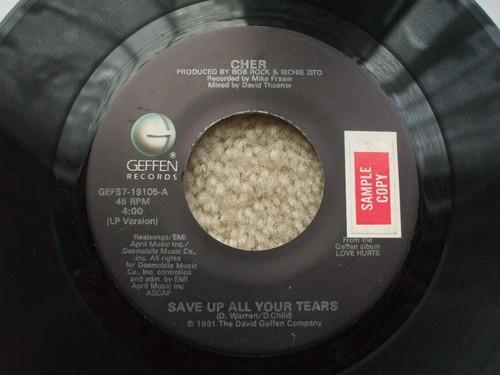 CHER
PRODUCED BY BOB ROCK & RICHIE ZITO
Recorded by Mike Fraser
Mixed by David Thoener
GEFFEN
RECORDS
®
GEFS7-19105-A
45 RPM
4:00
(LP Version)
Realsongs/EMI
April Music Inc./
Desmobile Music Co.,
Inc. All rights
for Desmobile Music
Co., Inc. controlled
and adm. by EMI
April Music Inc.
ASCAP
SAMPLE
COPY
From the
Geffen album
LOVE HURTS
SAVE UP ALL YOUR TEARS
(D. Warren/D.Child)
℗ 1991 The David Geffen Company